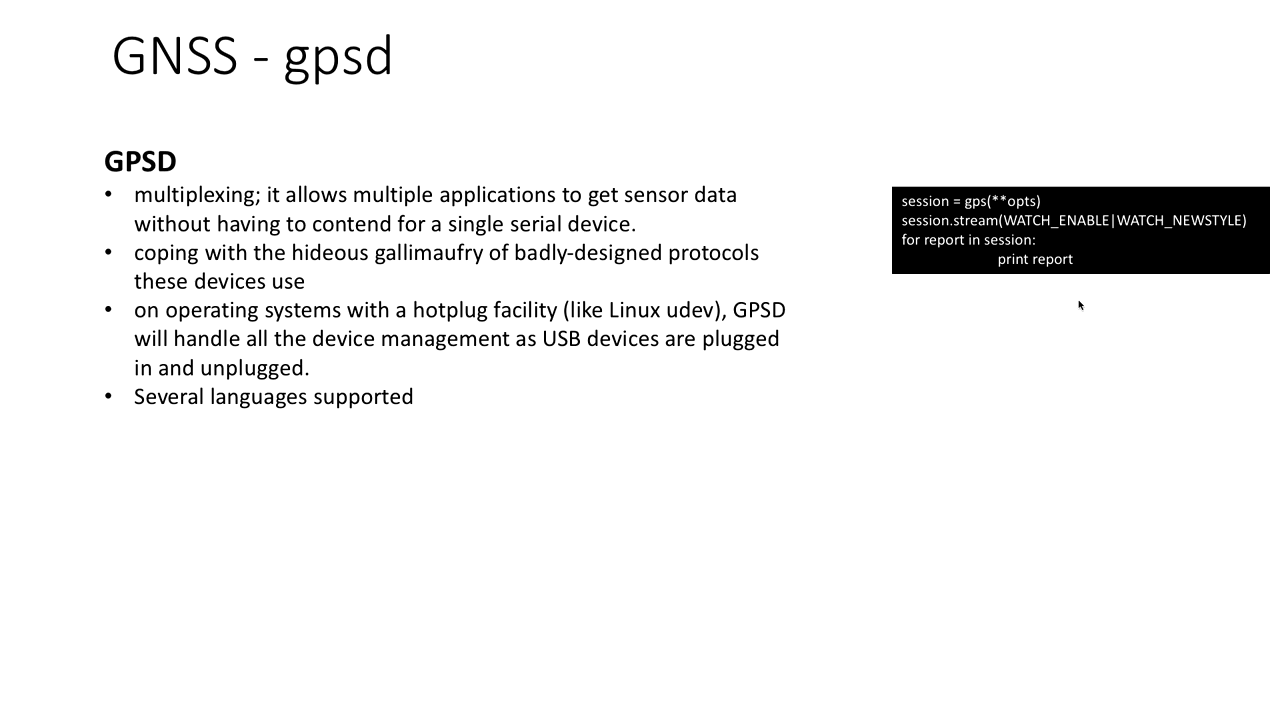 GNSS - gpsd
GPSD
• multiplexing; it allows multiple applications to get sensor data
without having to contend for a single serial device.
• coping with the hideous gallimaufry of badly-designed protocols
these devices use
• on operating systems with a hotplug facility (like Linux udev), GPSD
will handle all the device management as USB devices are plugged
in and unplugged.
• Several languages supported
session = gps(**opts)
session.stream(WATCH_ENABLE|WATCH_NEWSTYLE)
for report in session:
print report